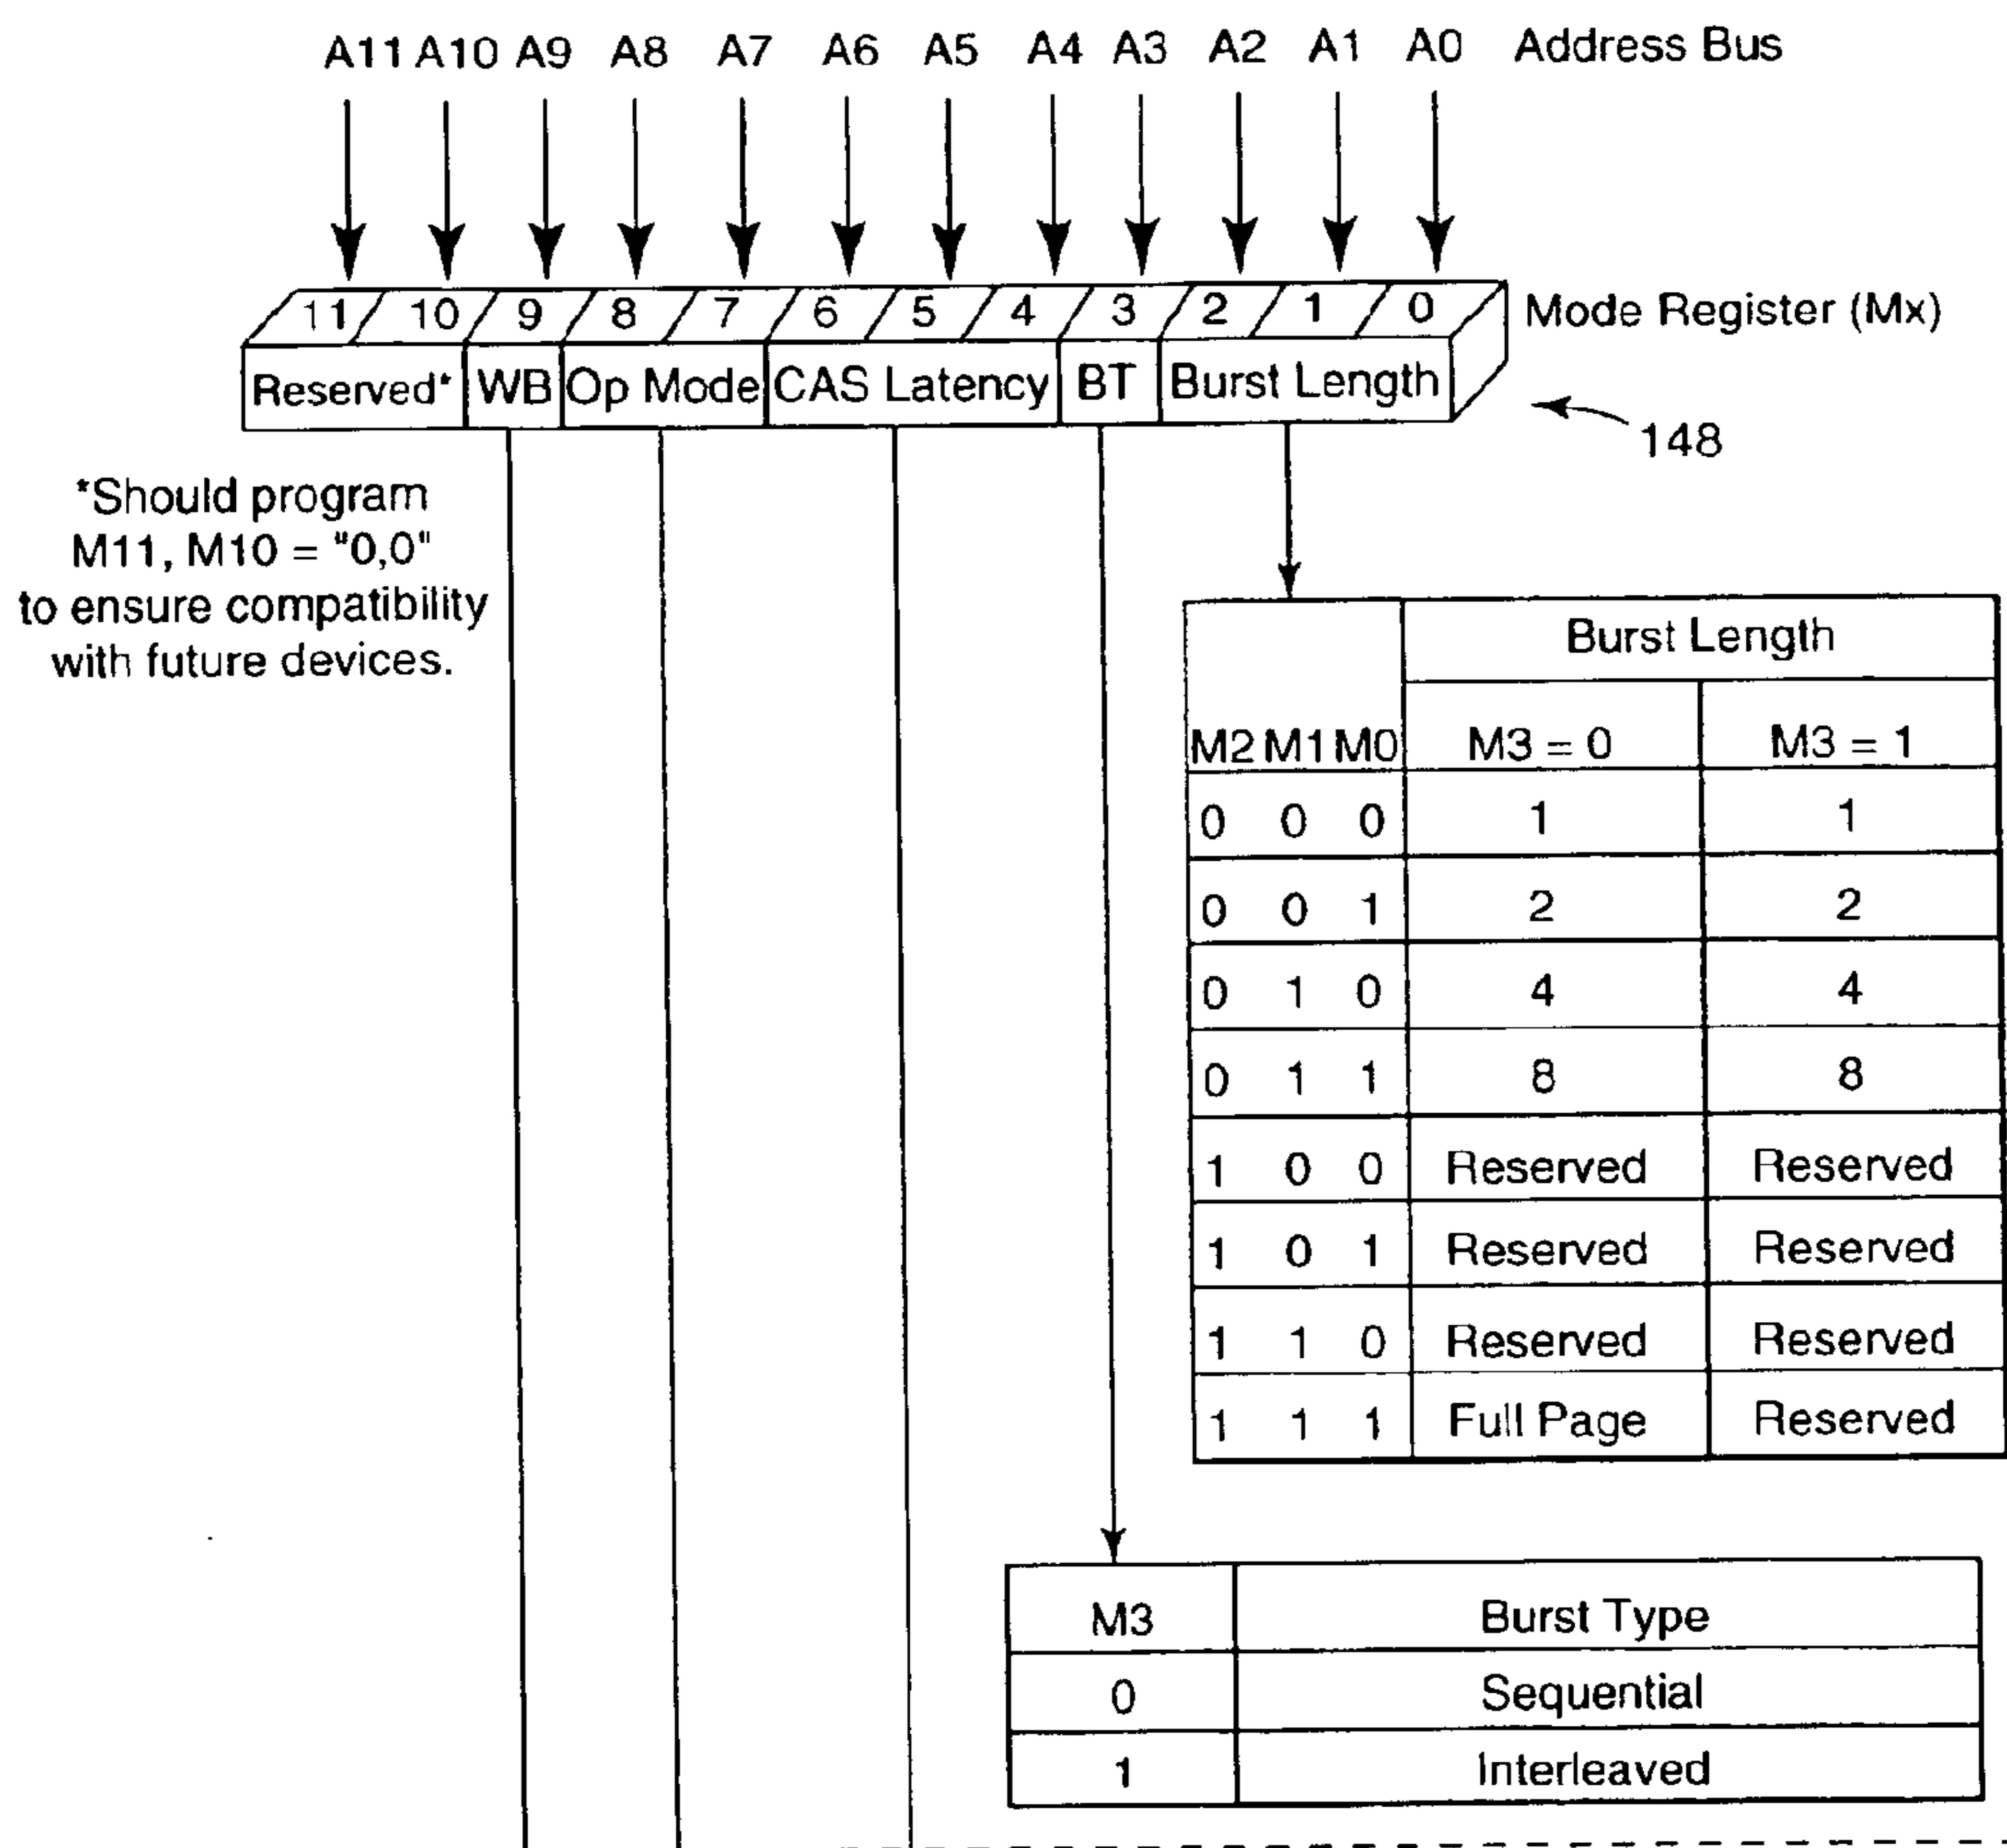 A11 A10 A9 A8 A7 A6 A5 A4 A3 A2 A1 A0 Address Bus
11 10 9 8 7 6 5 4 3 2 1 0 Mode Register (Mx)
Reserved* WB Op Mode CAS Latency BT Burst Length
148
*Should program
M11, M10 = "0,0"
to ensure compatibility
with future devices.
Burst Length
M2 M1 M0 M3 = 0 M3 = 1
0 0 0 1 1
0 0 1 2 2
0 1 0 4 4
0 1 1 8 8
1 0 0 Reserved Reserved
1 0 1 Reserved Reserved
1 1 0 Reserved Reserved
1 1 1 Full Page Reserved
M3 Burst Type
0 Sequential
1 Interleaved